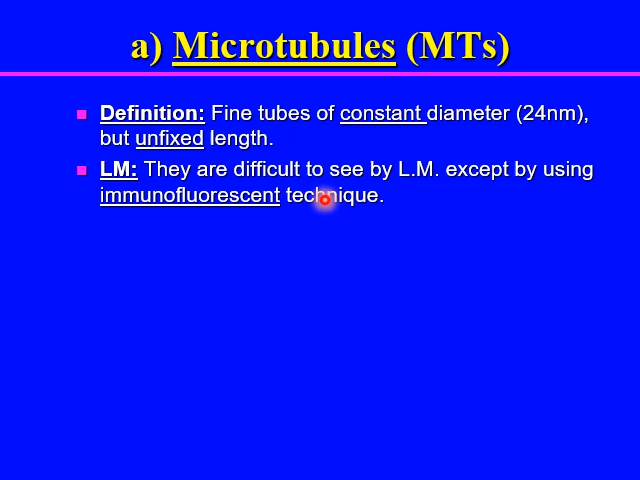 a) Microtubules (MTs)
Definition: Fine tubes of constant diameter (24nm),
but unfixed length.
LM: They are difficult to see by L.M. except by using
immunofluorescent technique.